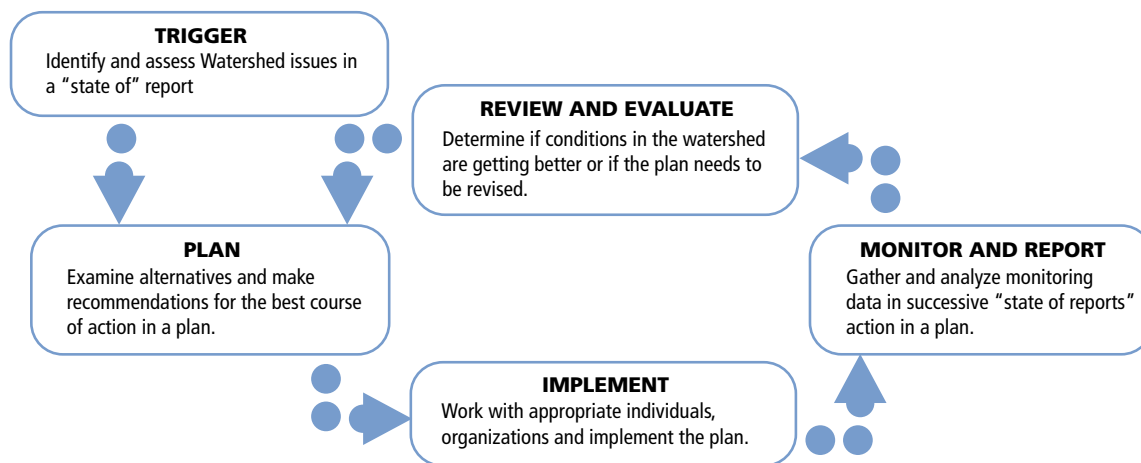 TRIGGER
Identify and assess Watershed issues in
a “state of” report
REVIEW AND EVALUATE
Determine if conditions in the watershed
are getting better or if the plan needs to
be revised.
PLAN
Examine alternatives and make
recommendations for the best course
of action in a plan.
MONITOR AND REPORT
Gather and analyze monitoring
data in successive “state of reports”
action in a plan.
IMPLEMENT
Work with appropriate individuals,
organizations and implement the plan.